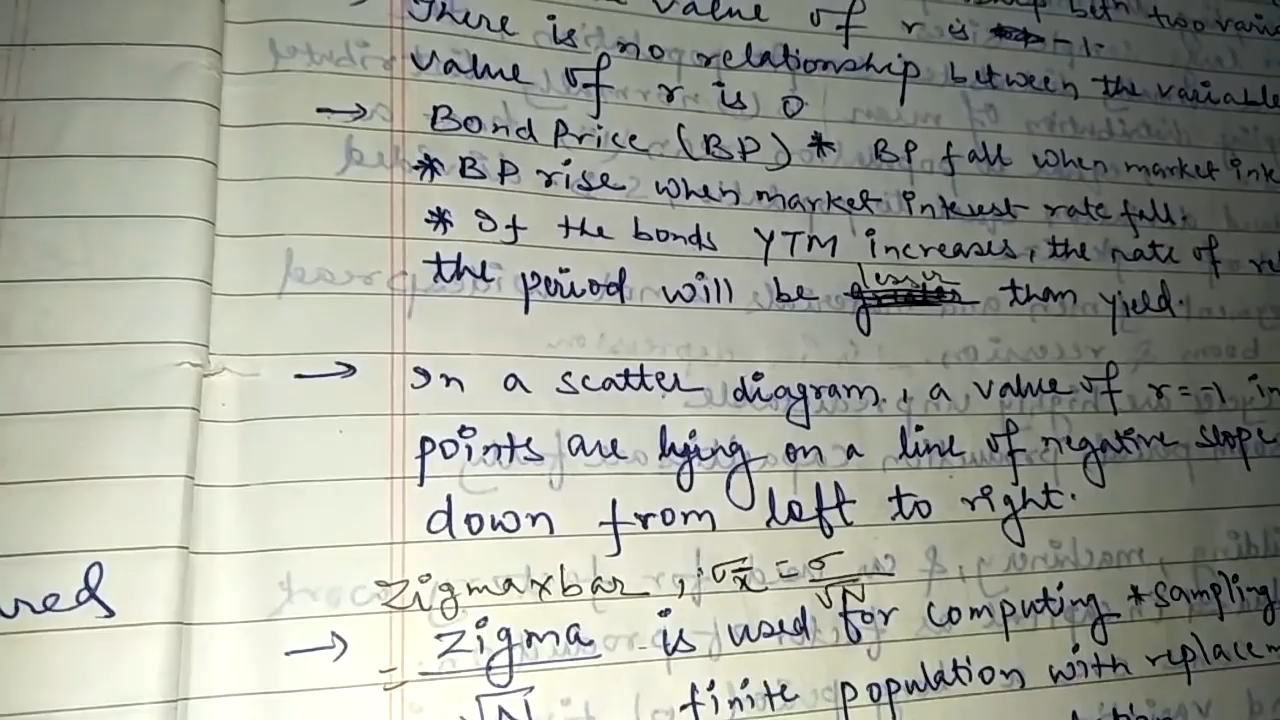 value of r is -1.
There is no relationship between the variable
value of r is 0
→ Bond Price (BP) * BP fall when market
* BP rise when market interest rate fall.
* If the bonds YTM increases, the rate of
the period will be lesser than yield.
→ In a scatter diagram, a value of r = -1 in
points are lying on a line of negative slope
down from left to right.
zigmaxbar, σx̄ = σ/√N
→ = zigma/√N is used for computing * sampling
finite population with replacem
red